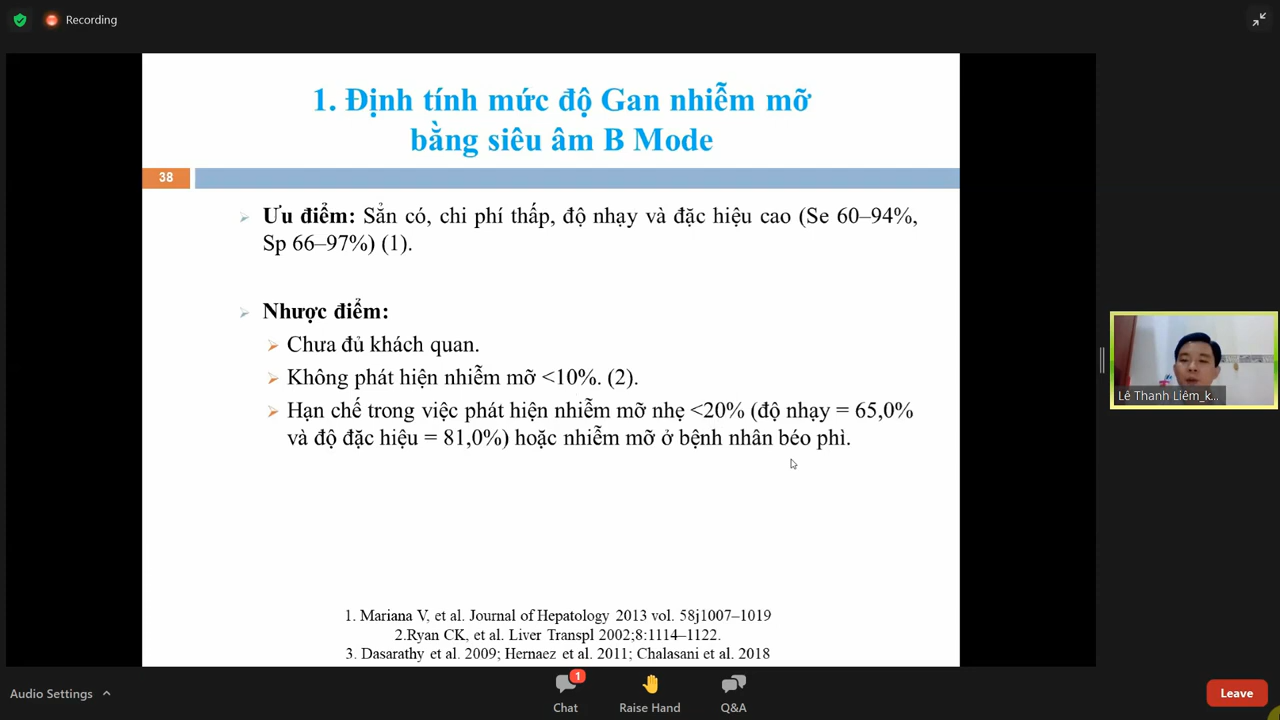 Recording
1. Định tính mức độ Gan nhiễm mỡ
bằng siêu âm B Mode
38
Ưu điểm: Sẳn có, chi phí thấp, độ nhạy và đặc hiệu cao (Se 60–94%,
Sp 66–97%) (1).
Nhược điểm:
Chưa đủ khách quan.
Không phát hiện nhiễm mỡ <10%. (2).
Hạn chế trong việc phát hiện nhiễm mỡ nhẹ <20% (độ nhạy = 65,0%
và độ đặc hiệu = 81,0%) hoặc nhiễm mỡ ở bệnh nhân béo phì.
1. Mariana V, et al. Journal of Hepatology 2013 vol. 58j1007–1019
2.Ryan CK, et al. Liver Transpl 2002;8:1114–1122.
3. Dasarathy et al. 2009; Hernaez et al. 2011; Chalasani et al. 2018
Lê Thanh Liêm_k...
Audio Settings
1
Chat
Raise Hand
Q&A
Leave